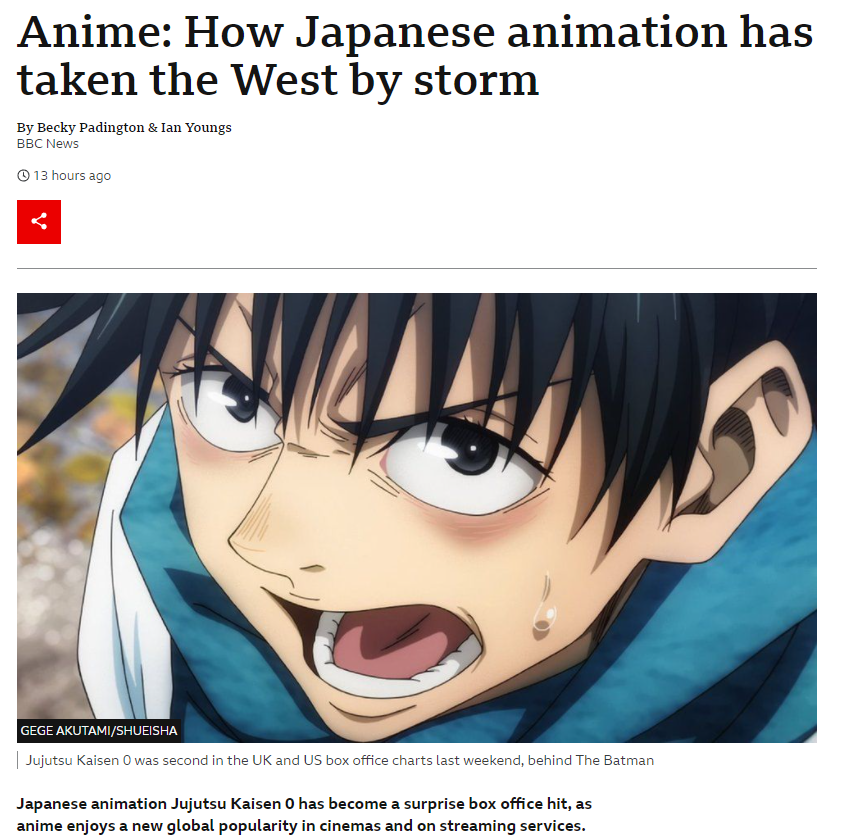 Anime: How Japanese animation has
taken the West by storm
By Becky Padington & Ian Youngs
BBC News
13 hours ago
GEGE AKUTAMI/SHUEISHA
Jujutsu Kaisen 0 was second in the UK and US box office charts last weekend, behind The Batman
Japanese animation Jujutsu Kaisen 0 has become a surprise box office hit, as
anime enjoys a new global popularity in cinemas and on streaming services.